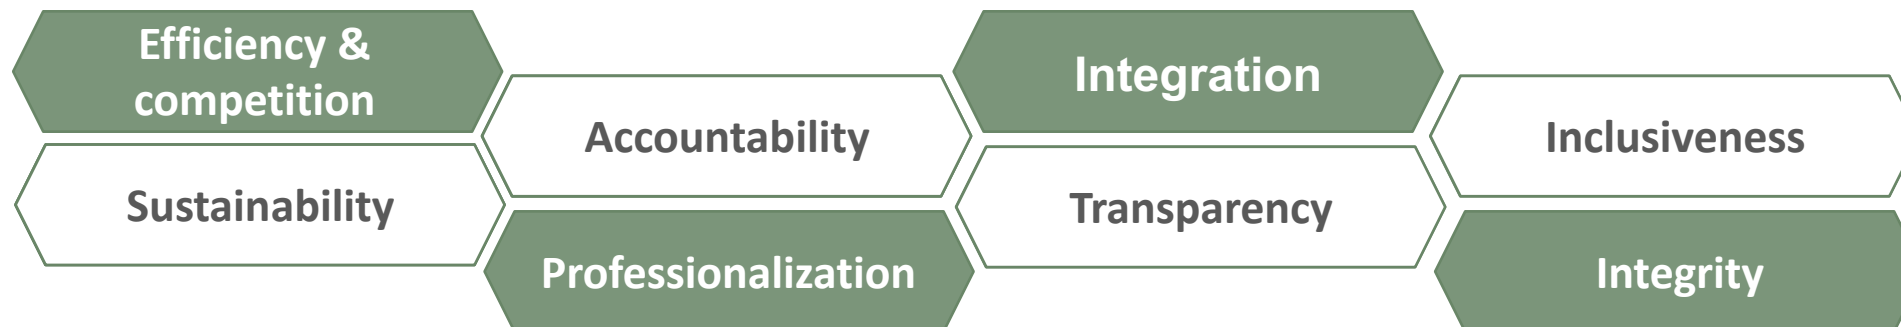 Efficiency &
competition
Sustainability
Accountability
Professionalization
Integration
Transparency
Inclusiveness
Integrity